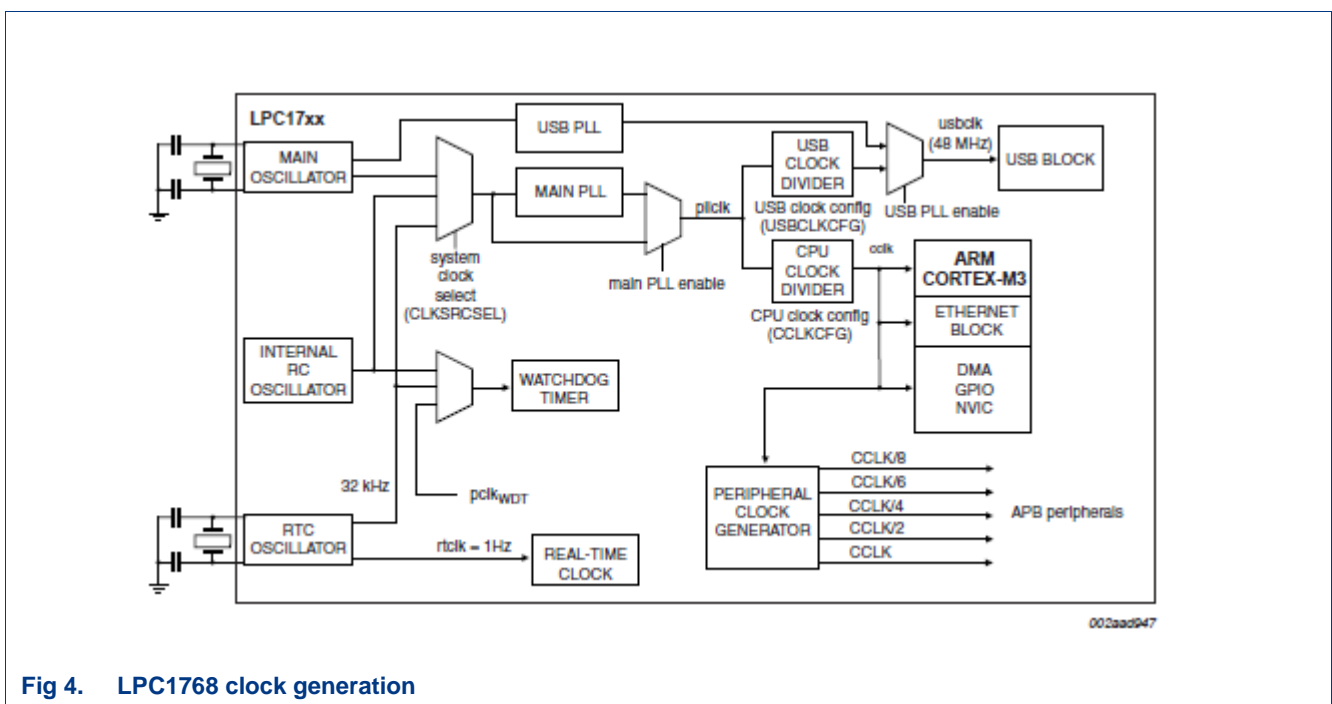 LPC17xx
MAIN
OSCILLATOR
USB PLL
MAIN PLL
system
clock
select
(CLKSRCSEL)
main PLL enable
pllclk
USB
CLOCK
DIVIDER
USB clock config
(USBCLKCFG)
usbclk
(48 MHz)
USB BLOCK
USB PLL enable
CPU
CLOCK
DIVIDER
CPU clock config
(CCLKCFG)
cclk
ARM
CORTEX-M3
ETHERNET
BLOCK
DMA
GPIO
NVIC
INTERNAL
RC
OSCILLATOR
WATCHDOG
TIMER
32 kHz
pclkWDT
PERIPHERAL
CLOCK
GENERATOR
CCLK/8
CCLK/6
CCLK/4
CCLK/2
CCLK
APB peripherals
RTC
OSCILLATOR
rtclk = 1Hz
REAL-TIME
CLOCK
002aad947
Fig 4. LPC1768 clock generation